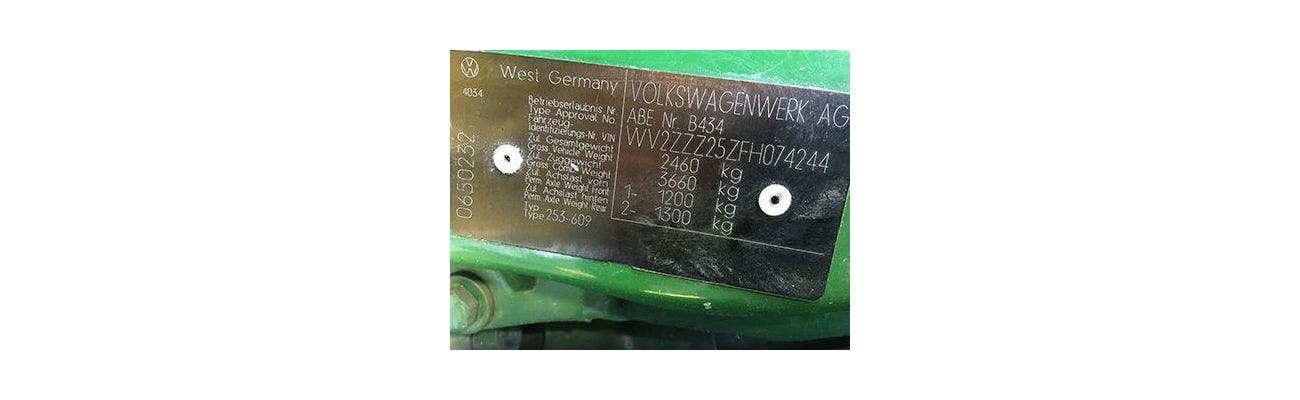 West Germany
4034
0650232
VOLKSWAGENWERK AG
Betriebserlaubnis Nr
Type Approval No.
ABE Nr. B434
Fahrzeug-
Identifizierungs-Nr. VIN
WV2ZZZ25ZFH074244
Zul. Gesamtgewicht
Gross Vehicle Weight
2460 kg
Zul. Zuggewicht
Gross Comb Weight
3660 kg
Zul. Achslast vorn
Perm. Axle Weight Front
1- 1200 kg
Zul. Achslast hinten
Perm. Axle Weight Rear
2- 1300 kg
Typ
Type 253-609